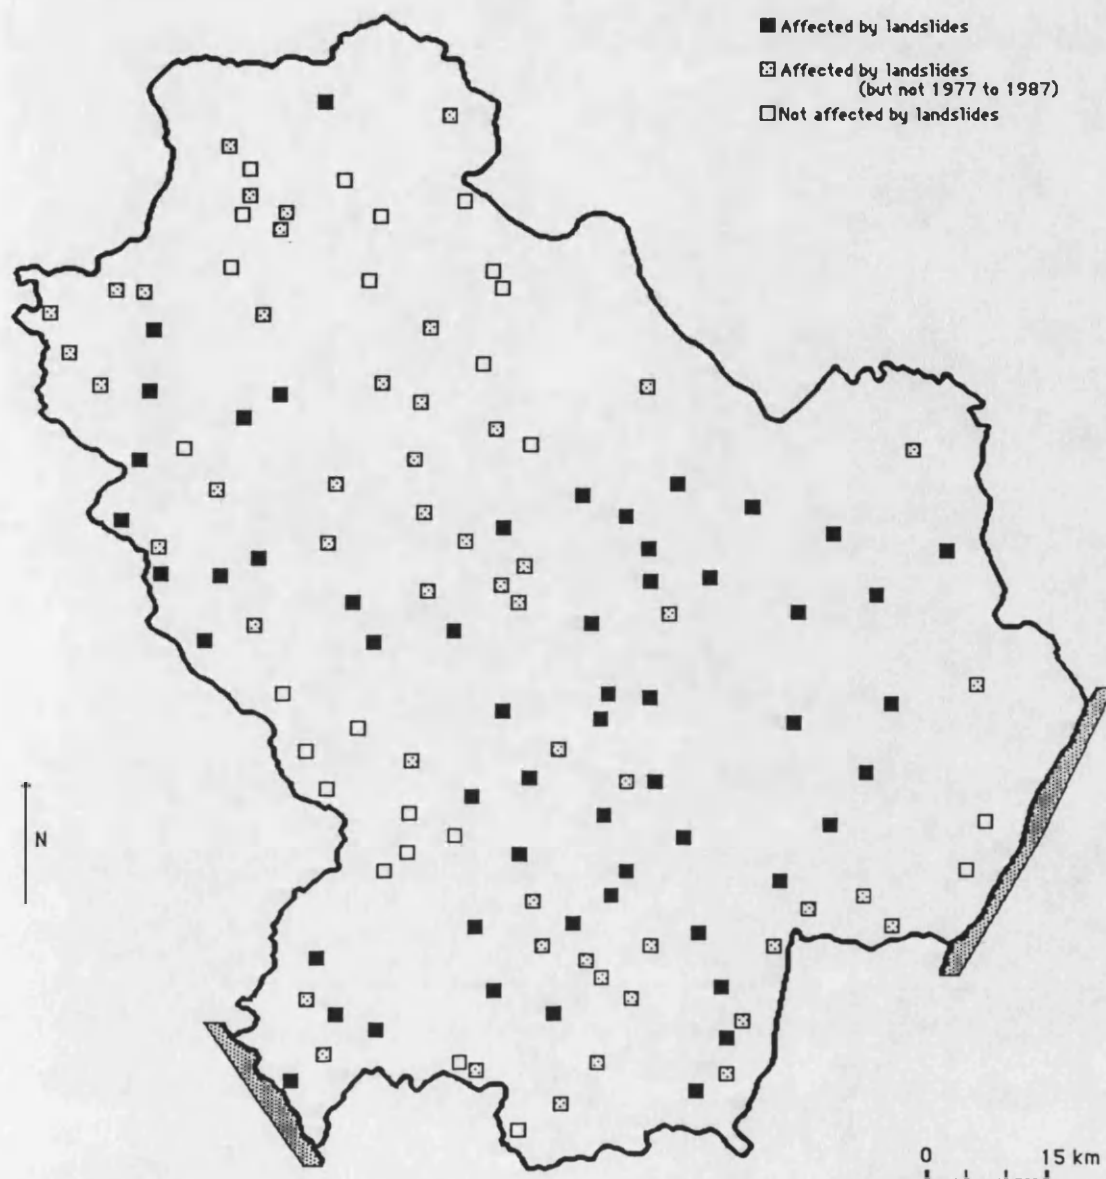 Affected by landslides
Affected by landslides
(but not 1977 to 1987)
Not affected by landslides
N
0 15 km